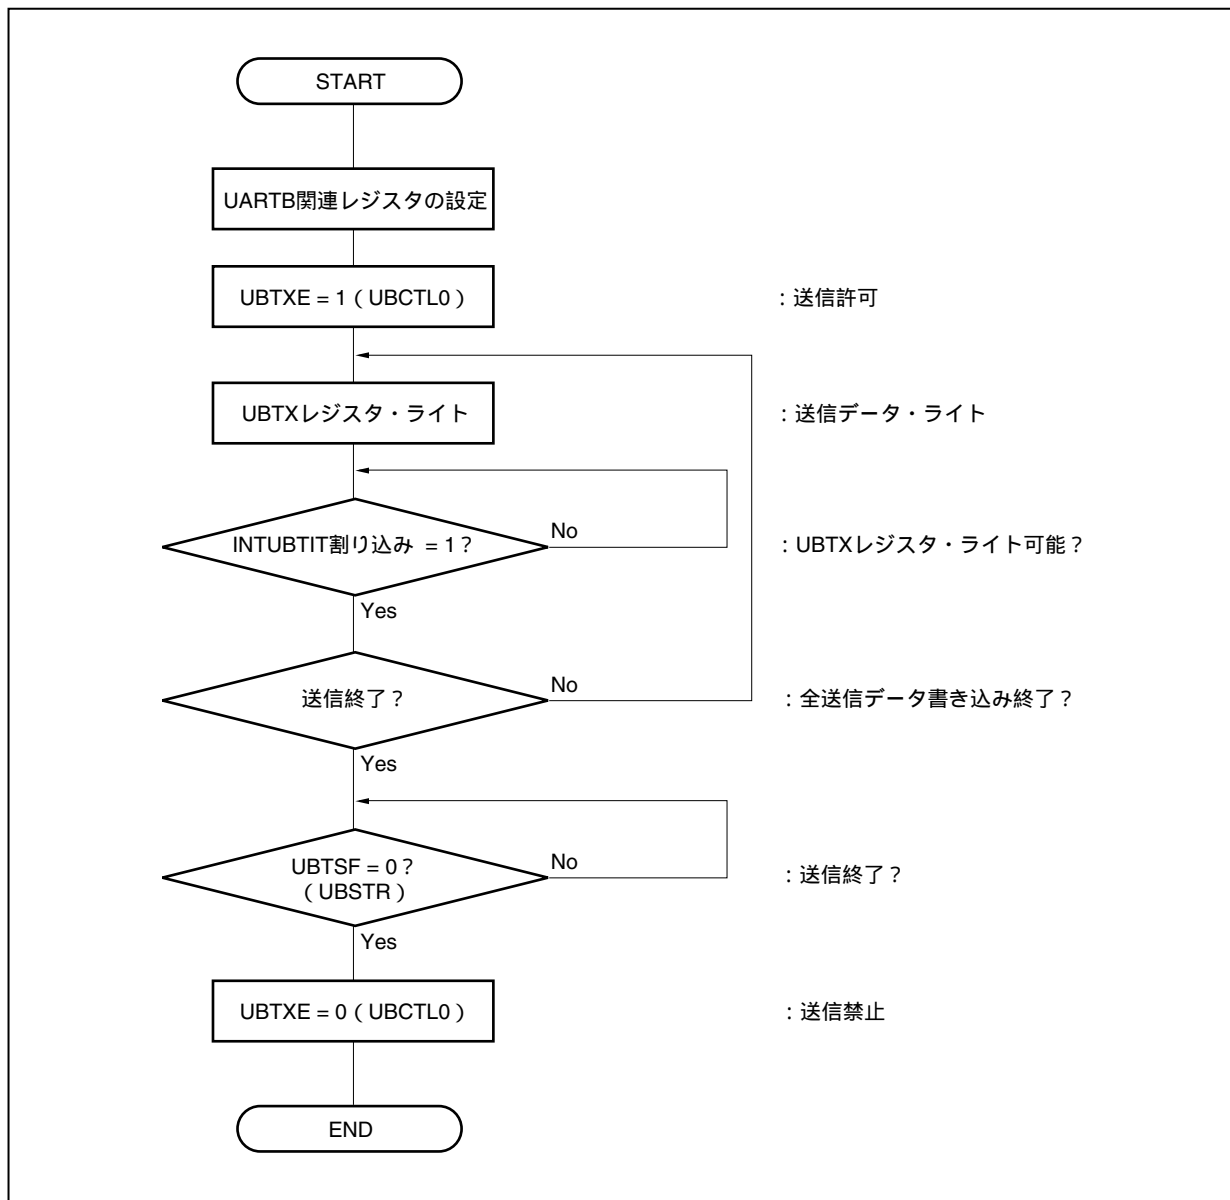 START
UARTB関連レジスタの設定
UBTXE = 1（UBCTL0）
：送信許可
UBTXレジスタ・ライト
：送信データ・ライト
INTUBTIT割り込み = 1？
No
：UBTXレジスタ・ライト可能？
Yes
送信終了？
No
：全送信データ書き込み終了？
Yes
UBTSF = 0？
（UBSTR）
No
：送信終了？
Yes
UBTXE = 0（UBCTL0）
：送信禁止
END